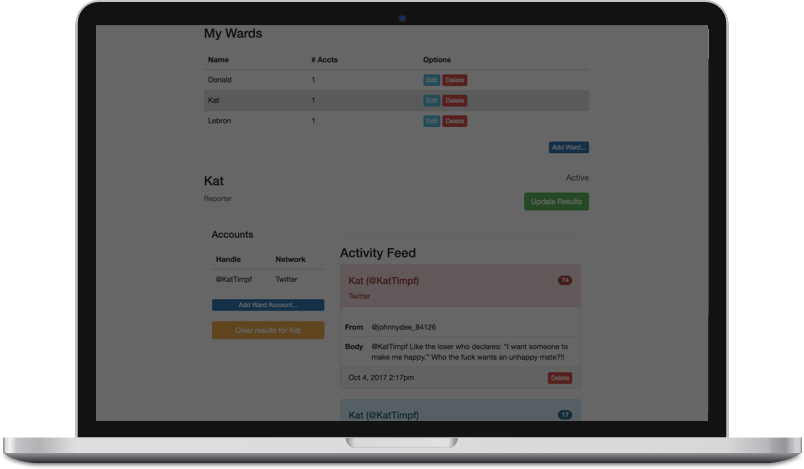 My Wards
Name # Accts Options
Donald 1 Edit Delete
Kat 1 Edit Delete
Lebron 1 Edit Delete
Add Ward...
Kat Active
Reporter Update Results
Accounts
Handle Network
@KatTimpf Twitter
Add Ward Account...
Clear results for Kat
Activity Feed
Kat (@KatTimpf) 74
Twitter
From @johnnydee_84126
Body @KatTimpf Like the loser who declares: "I want someone to
make me happy." Who the fuck wants an unhappy mate?!!
Oct 4, 2017 2:17pm Delete
Kat (@KatTimpf) 17